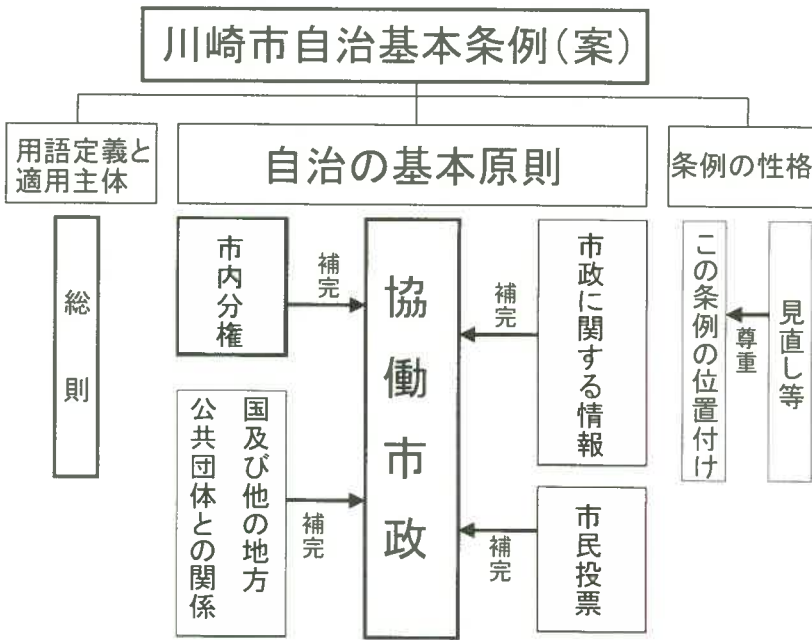 川崎市自治基本条例(案)
用語定義と
適用主体
自治の基本原則
条例の性格
総則
市内分権
補完
協働市政
補完
市政に関する情報
この条例の位置付け
尊重
見直し等
国及び他の地方
公共団体との関係
補完
補完
市民投票